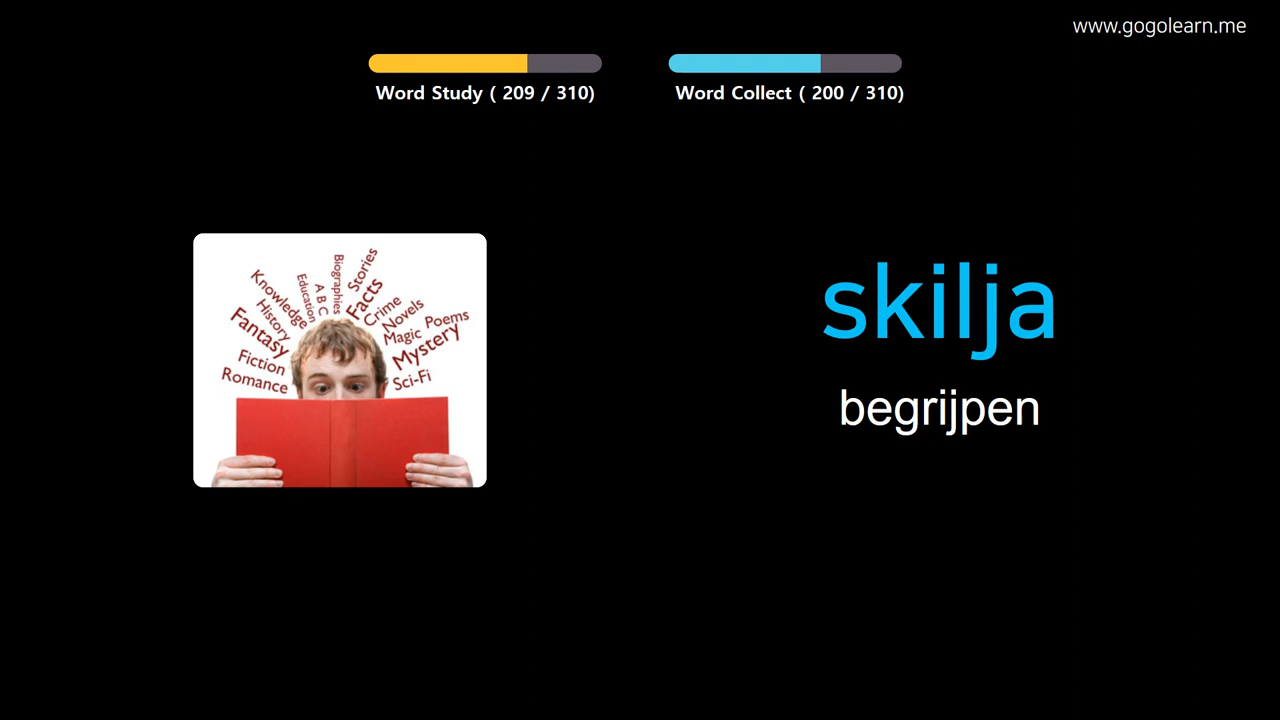 www.gogolearn.me
Word Study ( 209 / 310)
Word Collect ( 200 / 310)
Knowledge
History
Fantasy
Fiction
Romance
Education
A B C
Biographies
Stories
Facts
Crime
Novels
Magic
Poems
Mystery
Sci-Fi
skilja
begrijpen